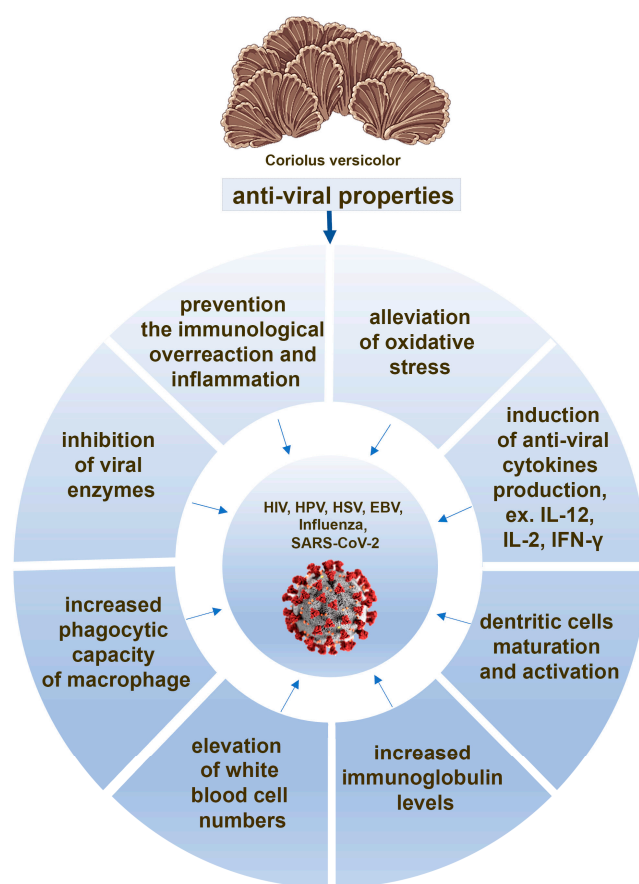 Coriolus versicolor
anti-viral properties
prevention
the immunological
overreaction and
inflammation
alleviation
of oxidative
stress
induction
of anti-viral
cytokines
production,
ex. IL-12,
IL-2, IFN-γ
dentritic cells
maturation
and activation
increased
immunoglobulin
levels
elevation
of white
blood cell
numbers
increased
phagocytic
capacity
of macrophage
inhibition
of viral
enzymes
HIV, HPV, HSV, EBV,
Influenza,
SARS-CoV-2